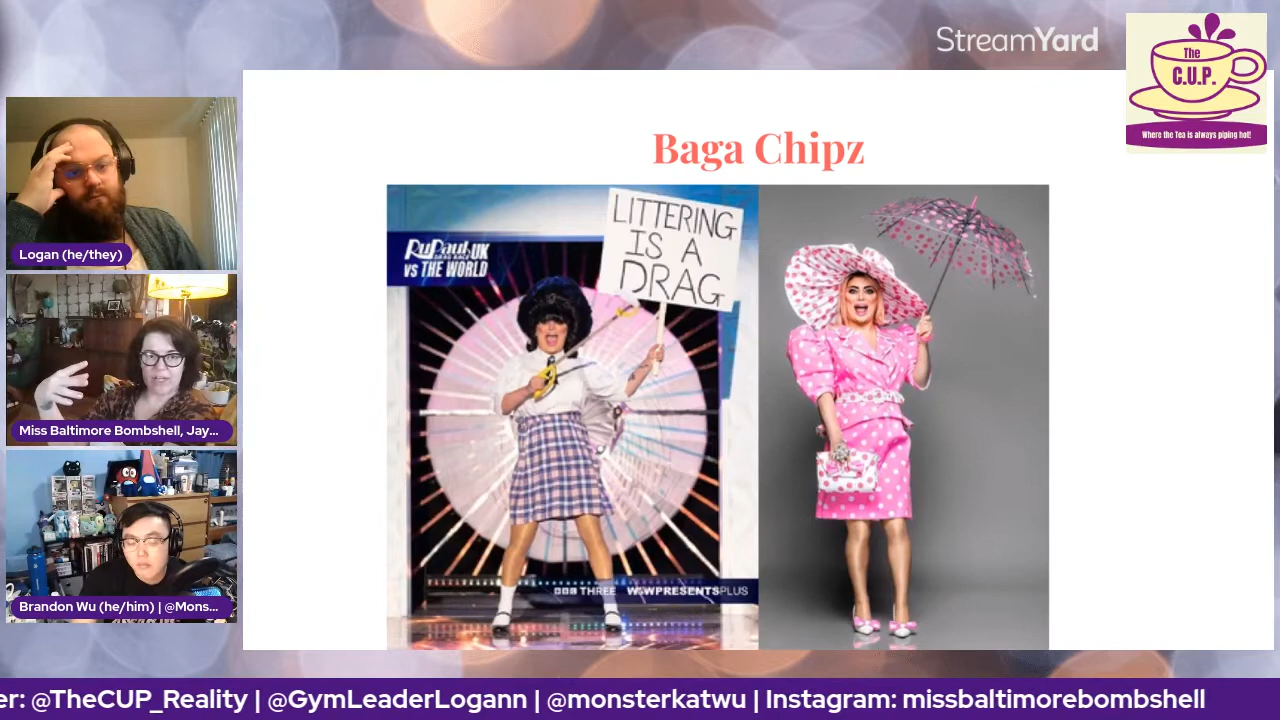 StreamYard
The
C.U.P.
Where the Tea is always piping hot!
Baga Chipz
LITTERING
IS A
DRAG
RuPaul's UK
DRAG RACE
vs THE WORLD
BBC THREE WOWPRESENTSPLUS
Logan (he/they)
Miss Baltimore Bombshell, Jay...
Brandon Wu (he/him) | @Mons...
er: @TheCUP_Reality | @GymLeaderLogann | @monsterkatwu | Instagram: missbaltimorebombshell